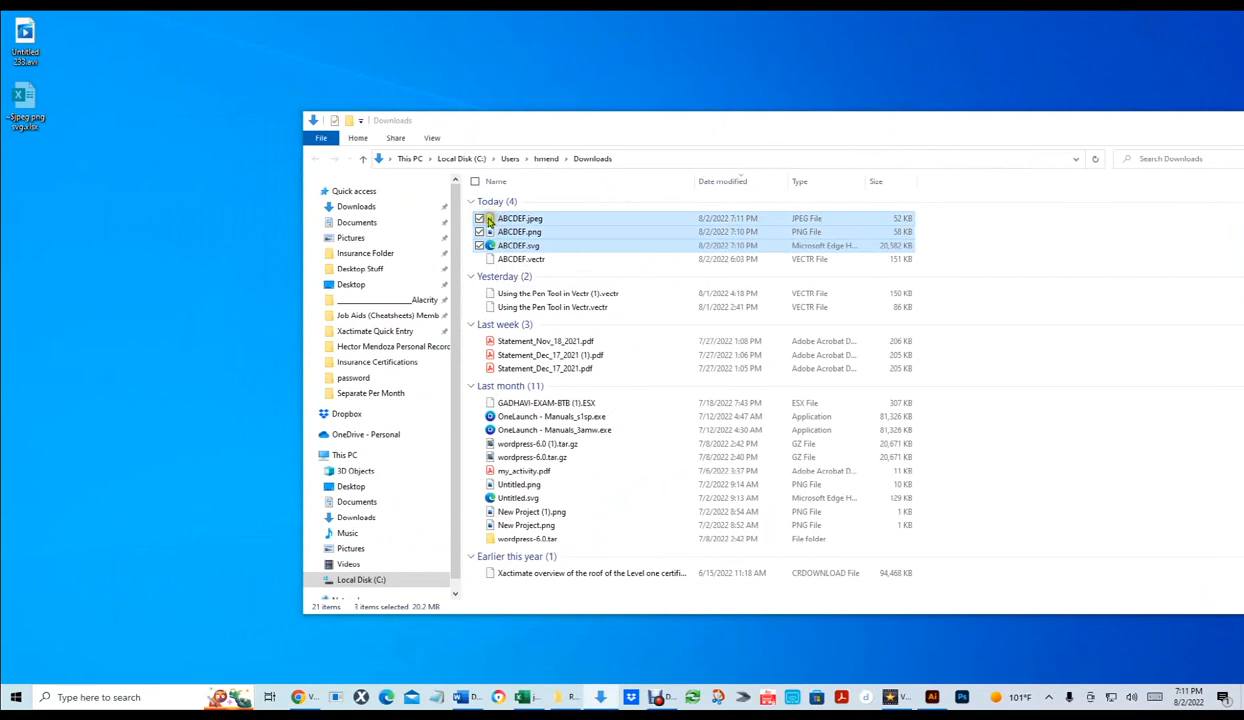 Untitled
233.avi
~$jpeg png
svg.xlsx
Downloads
File Home Share View
This PC > Local Disk (C:) > Users > hmend > Downloads
Search Downloads
Name Date modified Type Size
Quick access
Downloads
Documents
Pictures
Insurance Folder
Desktop Stuff
Desktop
____________________Alacrity
Job Aids (Cheatsheets) Memb
Xactimate Quick Entry
Hector Mendoza Personal Recor
Insurance Certifications
password
Separate Per Month
Dropbox
OneDrive - Personal
This PC
3D Objects
Desktop
Documents
Downloads
Music
Pictures
Videos
Local Disk (C:)
Today (4)
ABCDEF.jpeg 8/2/2022 7:11 PM JPEG File 52 KB
ABCDEF.png 8/2/2022 7:10 PM PNG File 58 KB
ABCDEF.svg 8/2/2022 7:10 PM Microsoft Edge H... 20,582 KB
ABCDEF.vectr 8/2/2022 6:03 PM VECTR File 151 KB
Yesterday (2)
Using the Pen Tool in Vectr (1).vectr 8/1/2022 4:18 PM VECTR File 150 KB
Using the Pen Tool in Vectr.vectr 8/1/2022 2:41 PM VECTR File 86 KB
Last week (3)
Statement_Nov_18_2021.pdf 7/27/2022 1:08 PM Adobe Acrobat D... 206 KB
Statement_Dec_17_2021 (1).pdf 7/27/2022 1:06 PM Adobe Acrobat D... 205 KB
Statement_Dec_17_2021.pdf 7/27/2022 1:05 PM Adobe Acrobat D... 205 KB
Last month (11)
GADHAVI-EXAM-BTB (1).ESX 7/18/2022 7:43 PM ESX File 307 KB
OneLaunch - Manuals_s1sp.exe 7/12/2022 4:47 AM Application 81,326 KB
OneLaunch - Manuals_3amw.exe 7/12/2022 4:30 AM Application 81,326 KB
wordpress-6.0 (1).tar.gz 7/8/2022 2:42 PM GZ File 20,671 KB
wordpress-6.0.tar.gz 7/8/2022 2:40 PM GZ File 20,671 KB
my_activity.pdf 7/6/2022 3:37 PM Adobe Acrobat D... 11 KB
Untitled.png 7/2/2022 9:14 AM PNG File 10 KB
Untitled.svg 7/2/2022 9:13 AM Microsoft Edge H... 129 KB
New Project (1).png 7/2/2022 8:54 AM PNG File 1 KB
New Project.png 7/2/2022 8:52 AM PNG File 1 KB
wordpress-6.0.tar 7/8/2022 2:42 PM File folder
Earlier this year (1)
Xactimate overview of the roof of the Level one certifi... 6/15/2022 11:18 AM CRDOWNLOAD File 94,468 KB
21 items 3 items selected 20.2 MB
Type here to search
V... D... j... R... D... V...
101°F
7:11 PM
8/2/2022